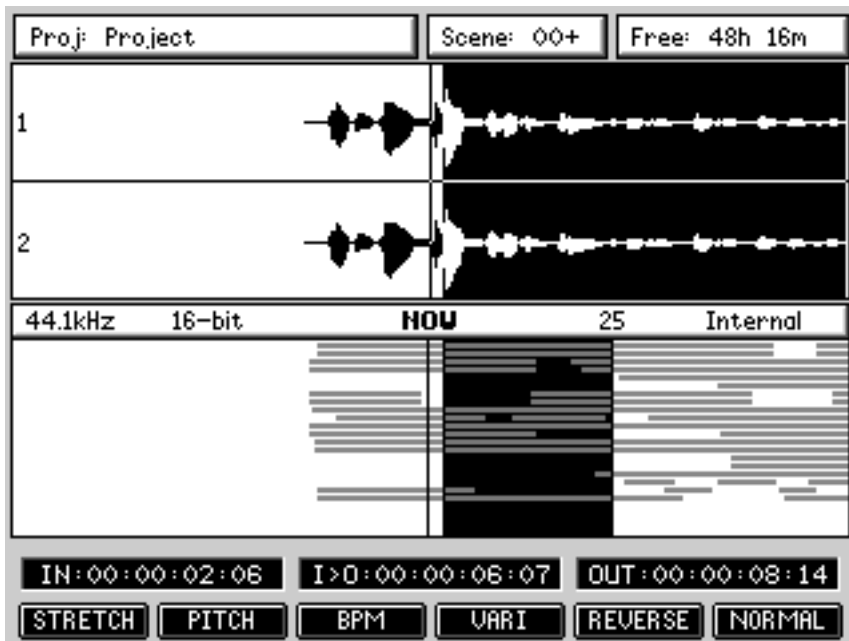 Proj: Project Scene: 00+ Free: 48h 16m
1
2
44.1kHz 16-bit NOW 25 Internal
IN:00:00:02:06 I>O:00:00:06:07 OUT:00:00:08:14
STRETCH PITCH BPM VARI REVERSE NORMAL